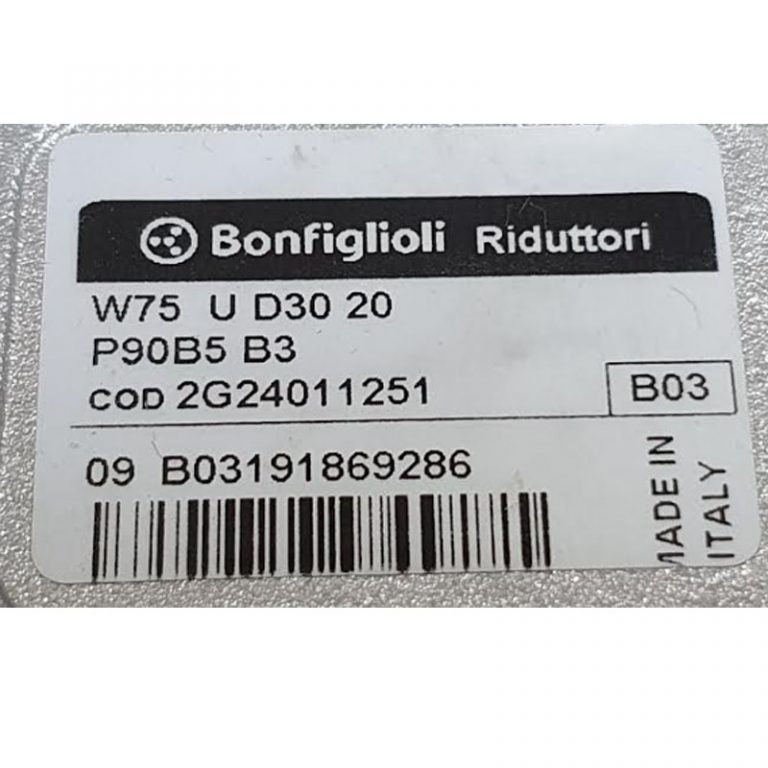 Bonfiglioli Riduttori
W75 U D30 20
P90B5 B3
COD 2G24011251
B03
09 B03191869286
MADE IN
ITALY